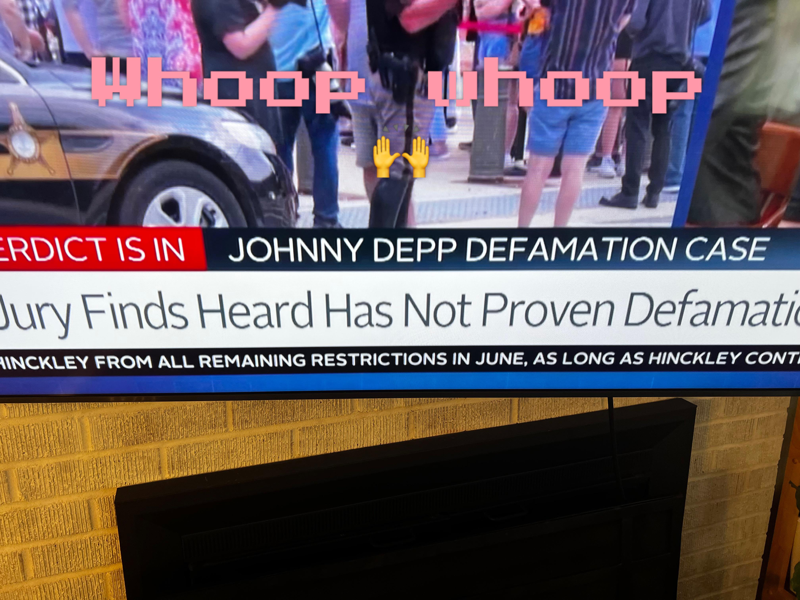 Whoop whoop
ERDICT IS IN JOHNNY DEPP DEFAMATION CASE
Jury Finds Heard Has Not Proven Defamatio
HINCKLEY FROM ALL REMAINING RESTRICTIONS IN JUNE, AS LONG AS HINCKLEY CONT